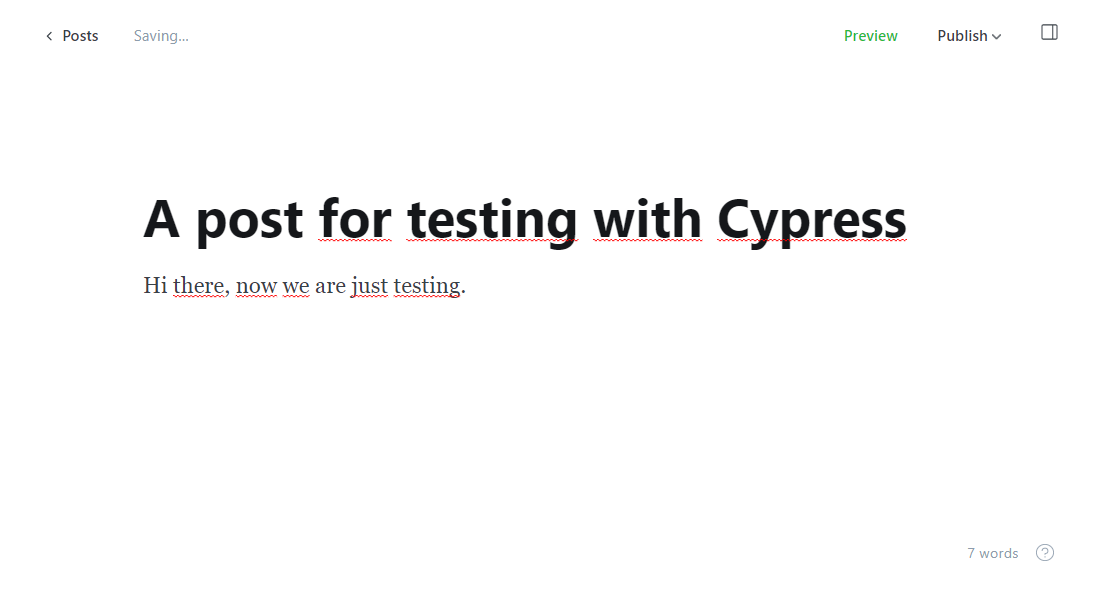 Posts Saving... Preview Publish
A post for testing with Cypress
Hi there, now we are just testing.
7 words ?